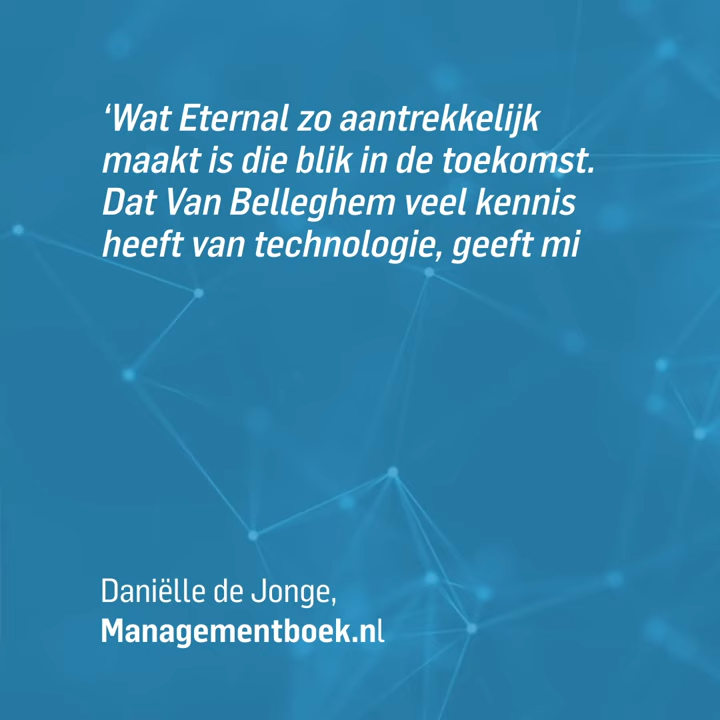 ‘Wat Eternal zo aantrekkelijk
maakt is die blik in de toekomst.
Dat Van Belleghem veel kennis
heeft van technologie, geeft mi
Daniëlle de Jonge,
Managementboek.nl